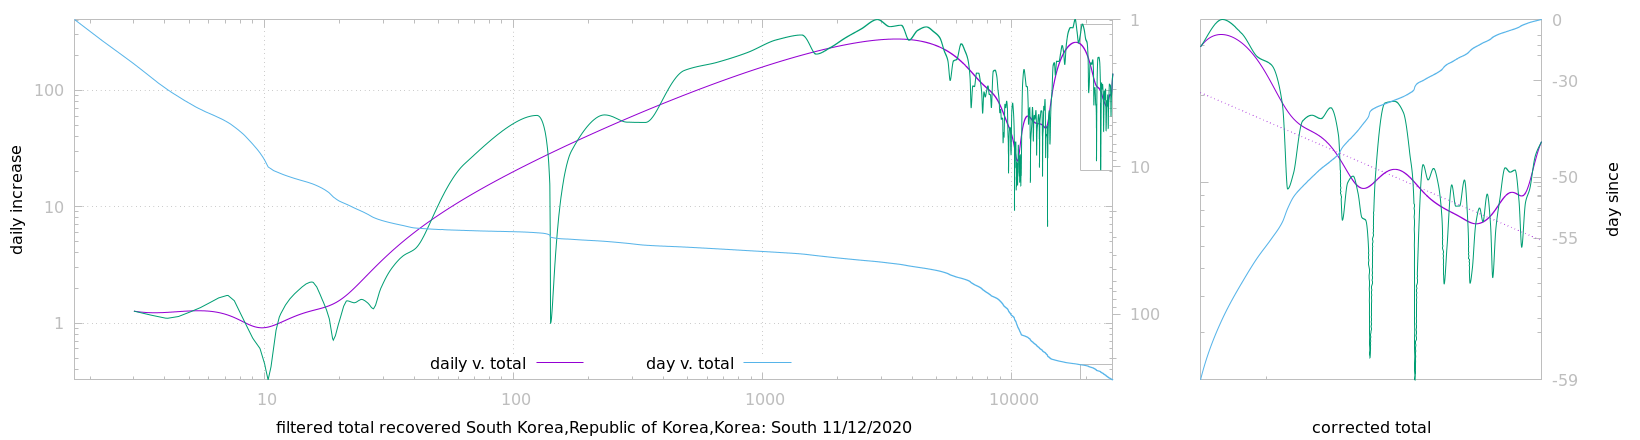 1
0
100
-30
daily increase
10
-50
day since
10
-55
1
100
daily v. total
day v. total
-59
10
100
1000
10000
filtered total recovered South Korea,Republic of Korea,Korea: South 11/12/2020
corrected total